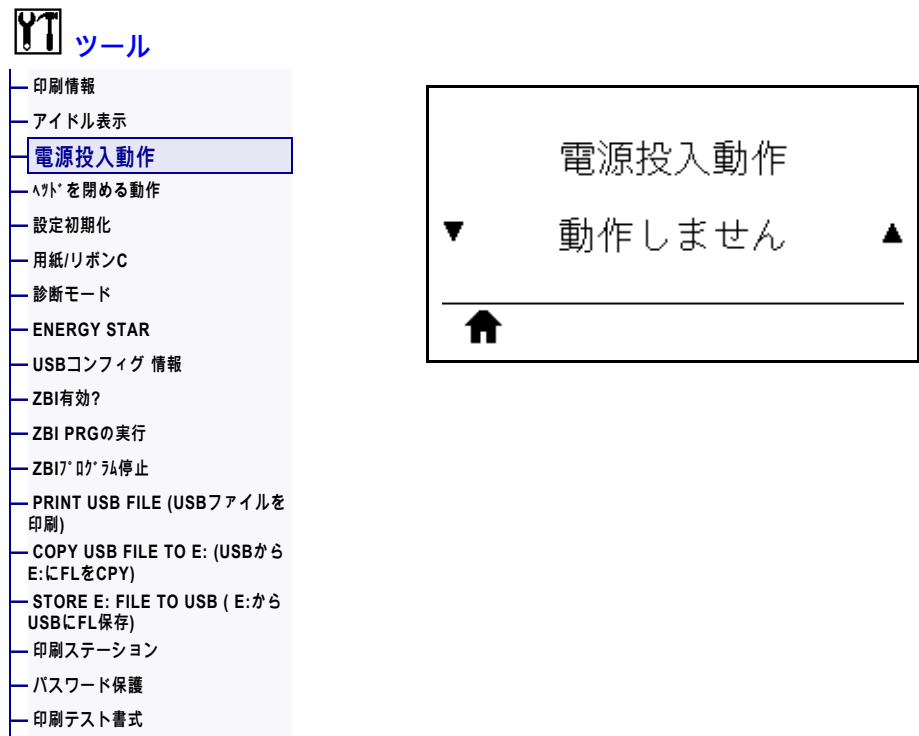 ツール
印刷情報
アイドル表示
電源投入動作
ﾍｯﾄﾞを閉める動作
設定初期化
用紙/リボンC
診断モード
ENERGY STAR
USBコンフィグ 情報
ZBI有効?
ZBI PRGの実行
ZBIﾌﾟﾛｸﾞﾗﾑ停止
PRINT USB FILE (USBファイルを
印刷)
COPY USB FILE TO E: (USBから
E:にFLをCPY)
STORE E: FILE TO USB ( E:から
USBにFL保存)
印刷ステーション
パスワード保護
印刷テスト書式
電源投入動作
▼ 動作しません ▲